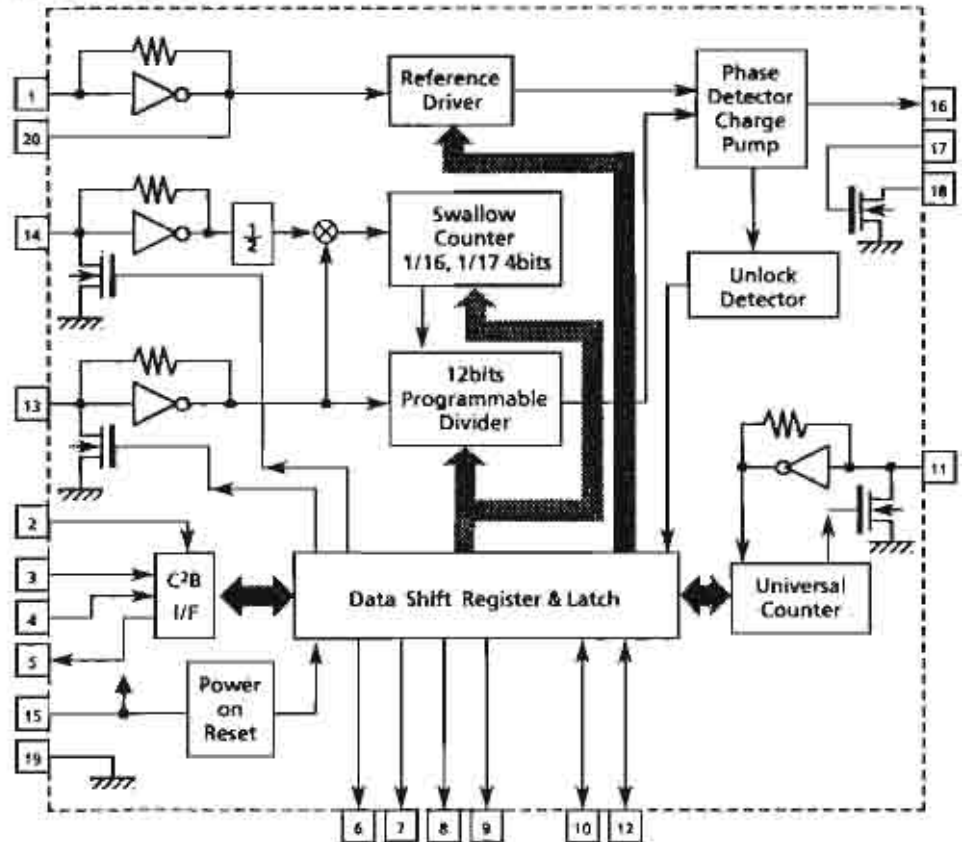 1
20
14
13
2
3
4
5
15
19
Reference
Driver
Phase
Detector
Charge
Pump
16
17
18
1/2
Swallow
Counter
1/16, 1/17 4bits
Unlock
Detector
12bits
Programmable
Divider
11
C²B
I/F
Data Shift Register & Latch
Universal
Counter
Power
on
Reset
6
7
8
9
10
12